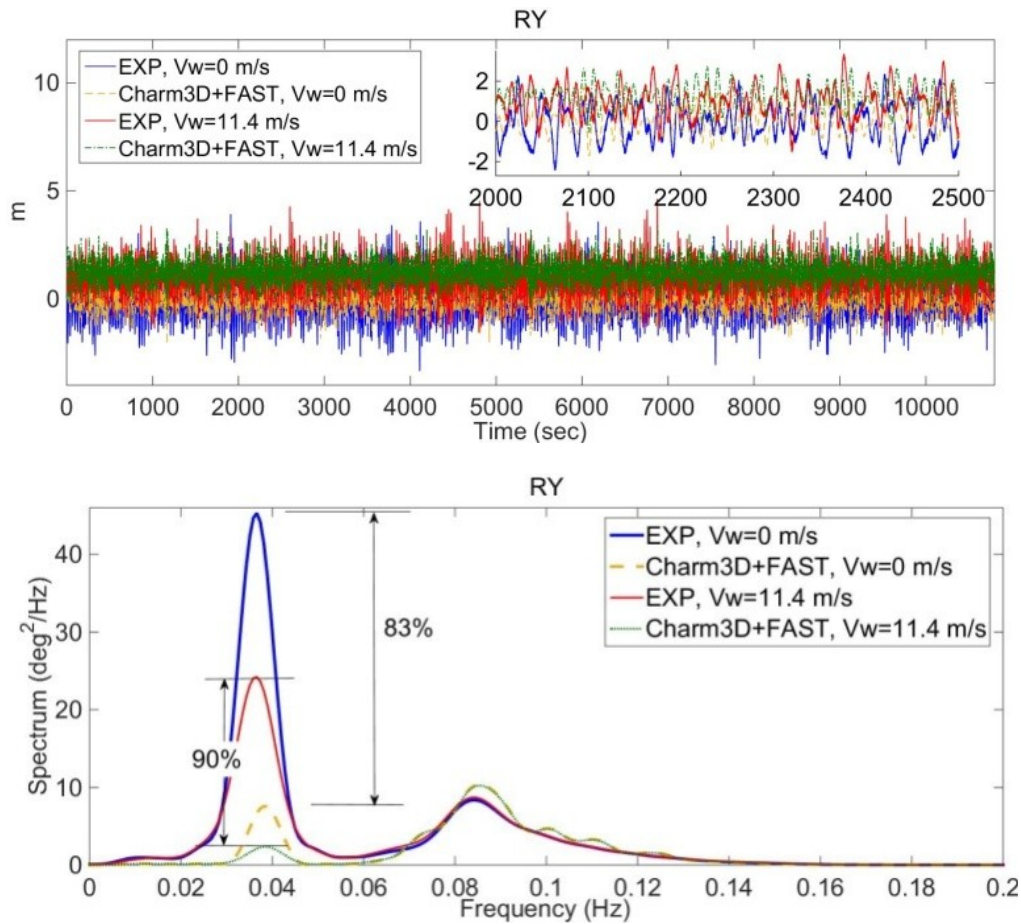 RY
10
5
0
m
EXP, Vw=0 m/s
Charm3D+FAST, Vw=0 m/s
EXP, Vw=11.4 m/s
Charm3D+FAST, Vw=11.4 m/s
2
0
-2
2000 2100 2200 2300 2400 2500
0 1000 2000 3000 4000 5000 6000 7000 8000 9000 10000
Time (sec)
RY
40
30
20
10
0
Spectrum (deg²/Hz)
EXP, Vw=0 m/s
Charm3D+FAST, Vw=0 m/s
EXP, Vw=11.4 m/s
Charm3D+FAST, Vw=11.4 m/s
83%
90%
0 0.02 0.04 0.06 0.08 0.1 0.12 0.14 0.16 0.18 0.2
Frequency (Hz)